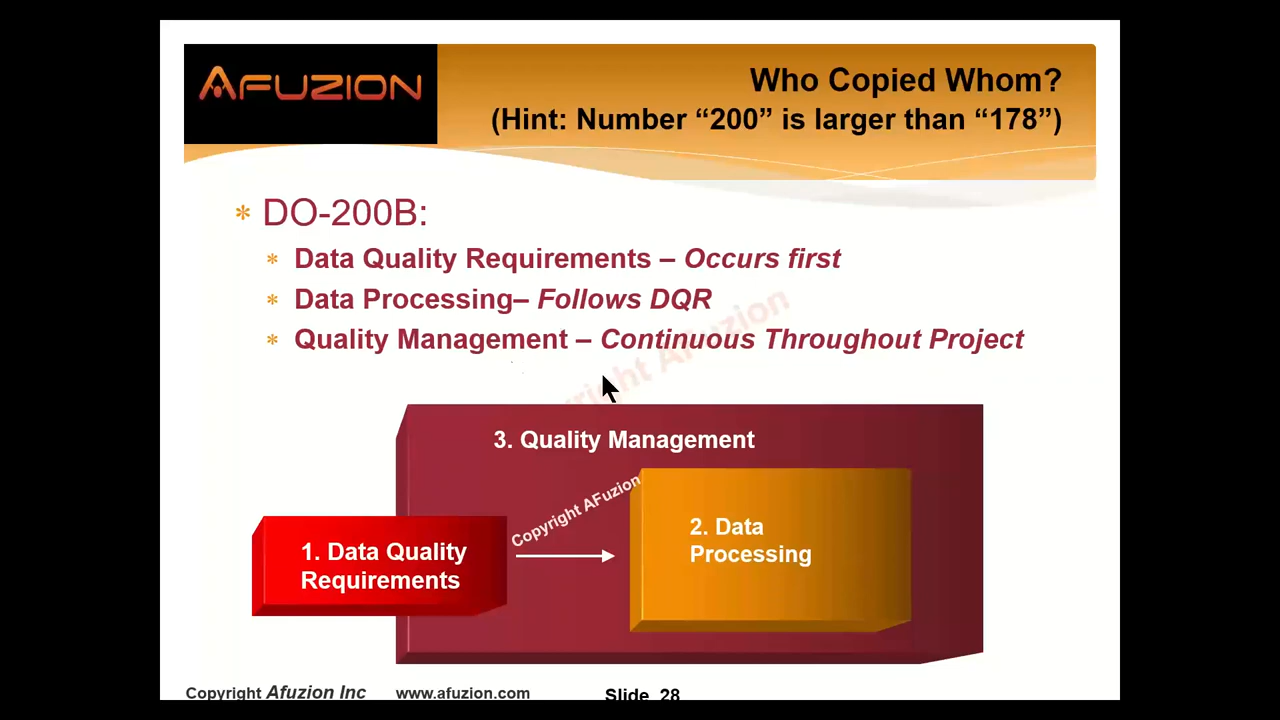 AFUZION
Who Copied Whom?
(Hint: Number “200” is larger than “178”)
* DO-200B:
* Data Quality Requirements – Occurs first
* Data Processing– Follows DQR
* Quality Management – Continuous Throughout Project
Copyright AFuzion
3. Quality Management
Copyright AFuzion
2. Data
Processing
1. Data Quality
Requirements
Copyright Afuzion Inc www.afuzion.com Slide 28